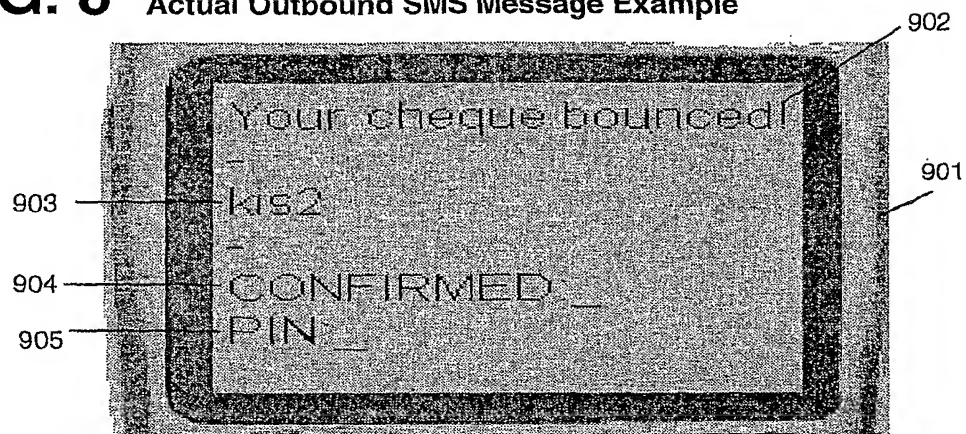 Actual Outbound SMS Message Example
902
Your cheque bounced!
-
901
903
kis2
-
904
CONFIRMED _
905
PIN _